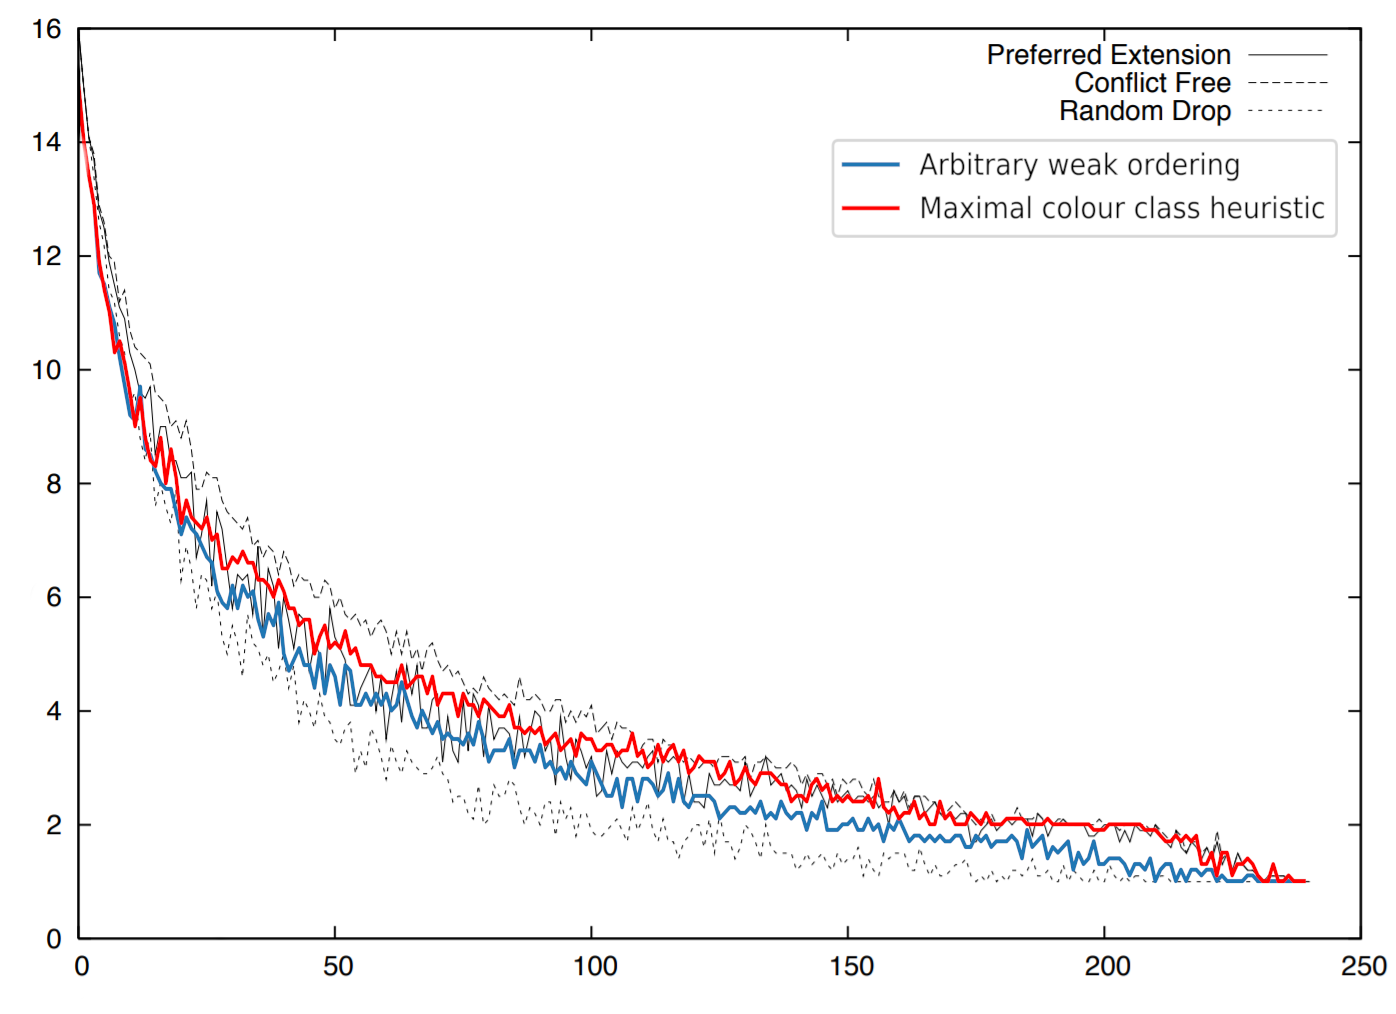 16
Preferred Extension
Conflict Free
Random Drop
14
Arbitrary weak ordering
Maximal colour class heuristic
12
10
8
6
4
2
0
0 50 100 150 200 250